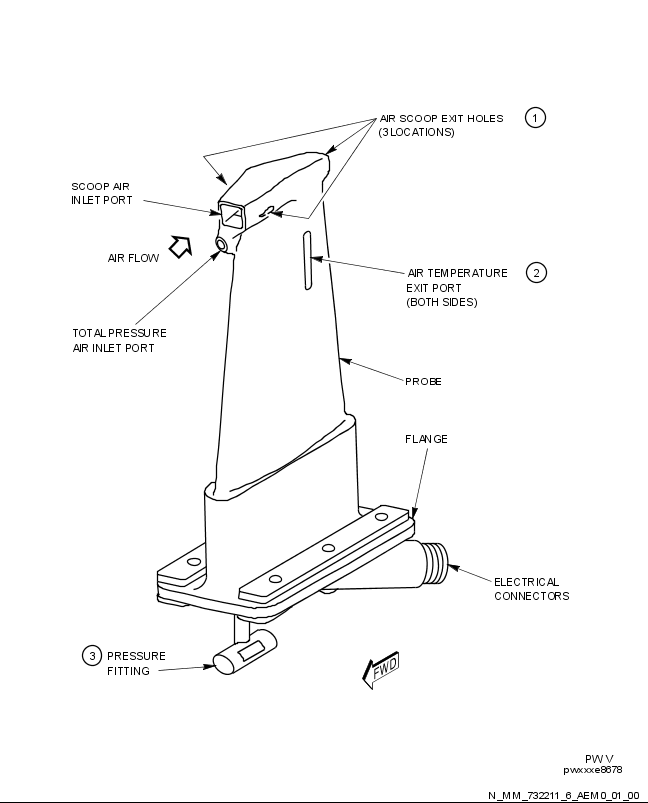 AIR SCOOP EXIT HOLES 1
(3 LOCATIONS)
SCOOP AIR
INLET PORT
AIR FLOW
AIR TEMPERATURE 2
EXIT PORT
(BOTH SIDES)
TOTAL PRESSURE
AIR INLET PORT
PROBE
FLANGE
ELECTRICAL
CONNECTORS
3 PRESSURE
FITTING
FWD
PW V
pwxxxe8678
N_MM_732211_6_AEM0_01_00